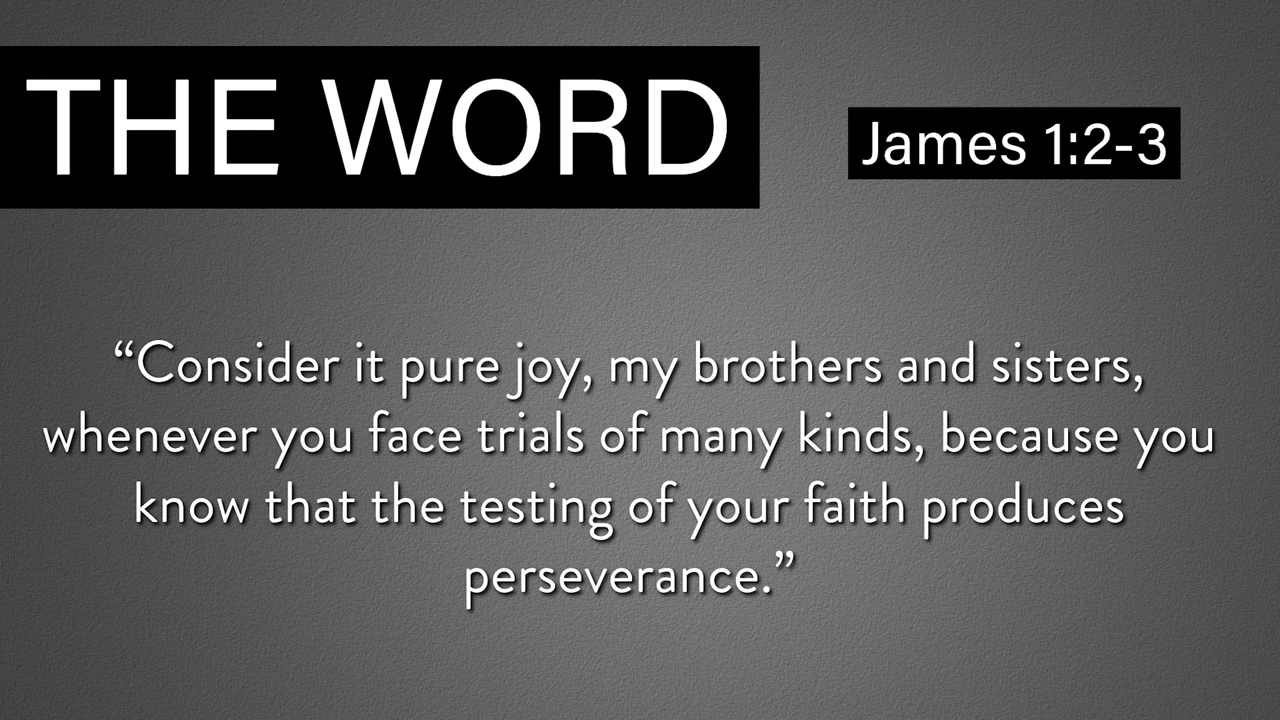 THE WORD
James 1:2-3
“Consider it pure joy, my brothers and sisters,
whenever you face trials of many kinds, because you
know that the testing of your faith produces
perseverance.”